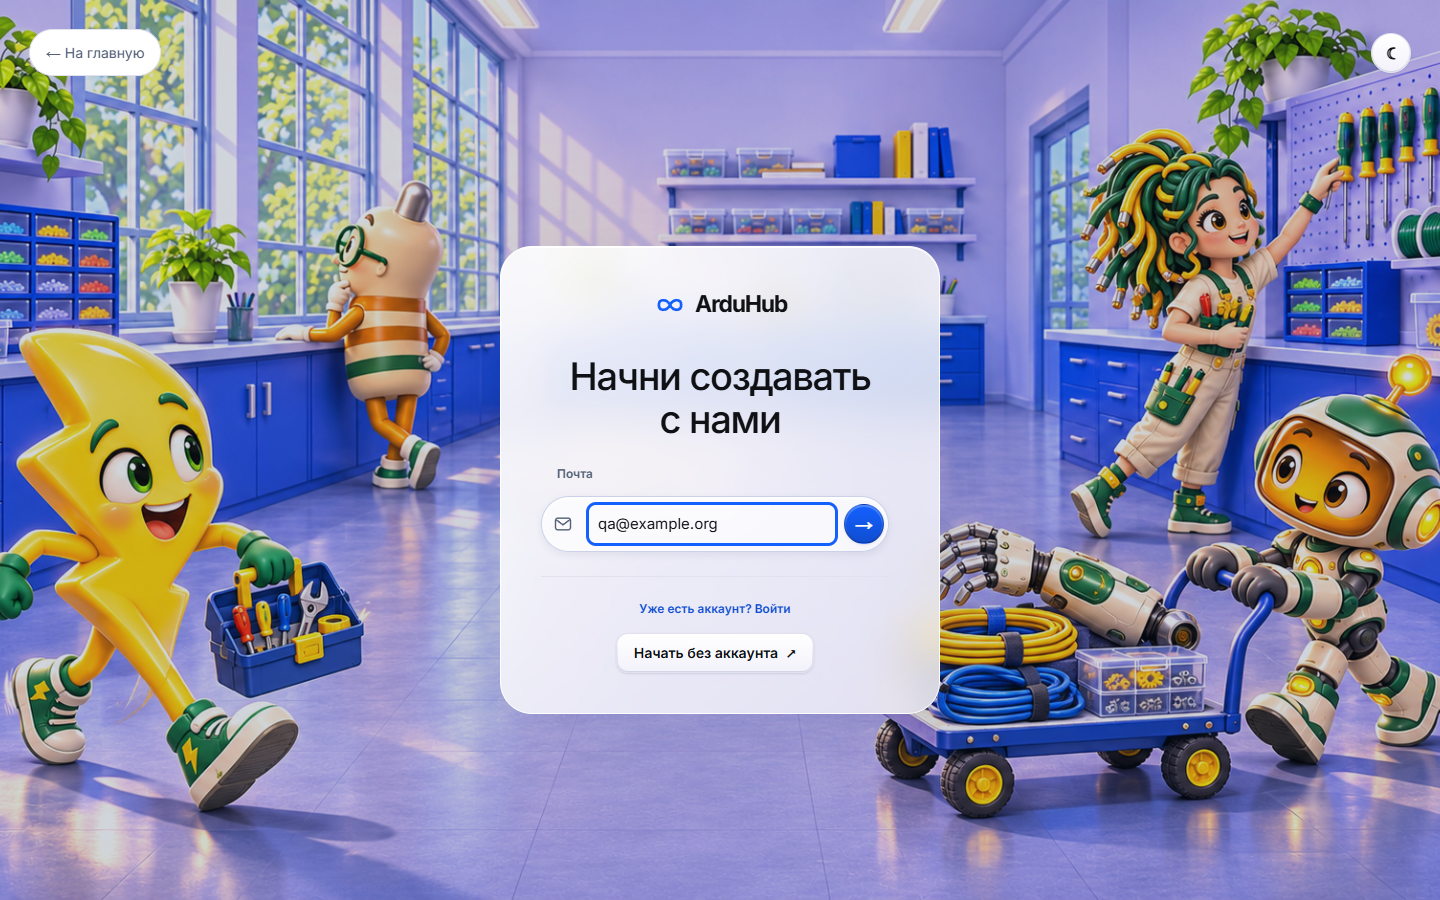 ← На главную
ArduHub
Начни создавать
с нами
Почта
qa@example.org
→
Уже есть аккаунт? Войти
Начать без аккаунта ↗